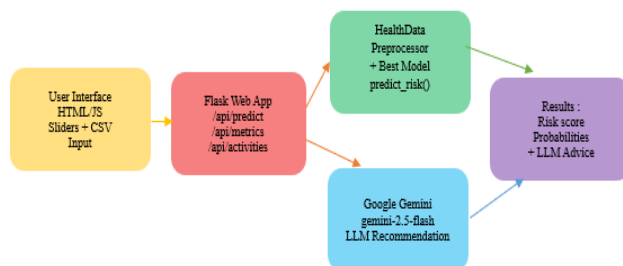 User Interface
HTML/JS
Sliders + CSV
Input
Flask Web App
/api/predict
/api/metrics
/api/activities
HealthData
Preprocessor
+ Best Model
predict_risk()
Google Gemini
gemini-2.5-flash
LLM Recommendation
Results :
Risk score
Probabilities
+ LLM Advice